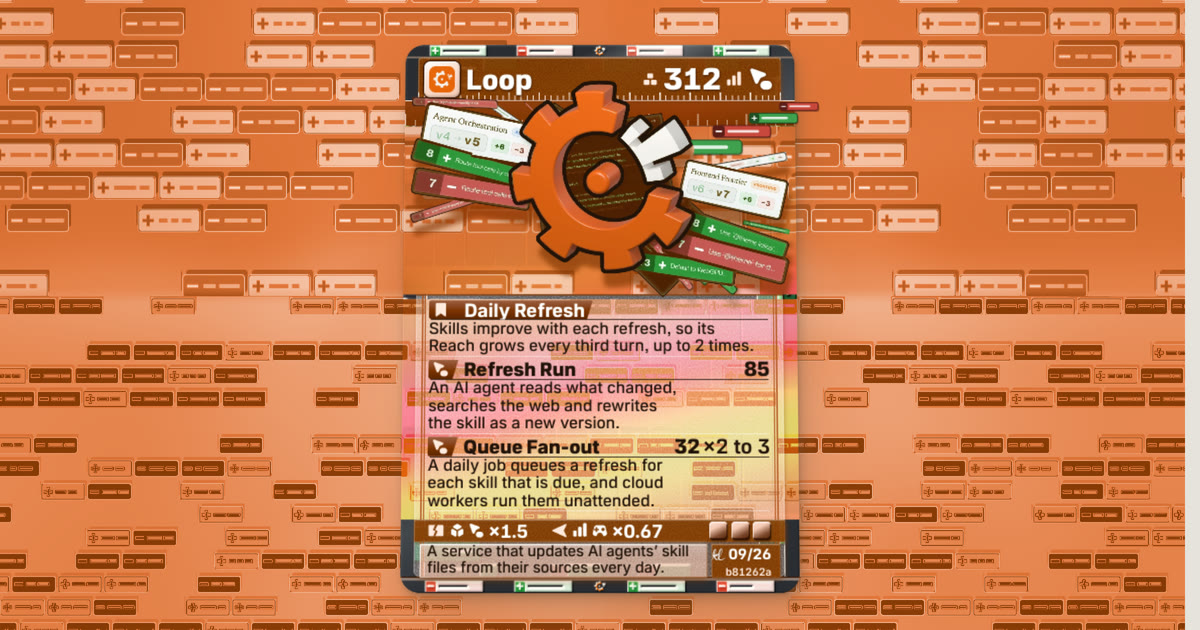 Loop
312
Agent Orchestration
v4 v5 +6 −3
8 +
7 −
Frontend Frontier
v6 → v7 +6 −3
8 +
7 −
3 +
Daily Refresh
Skills improve with each refresh, so its
Reach grows every third turn, up to 2 times.
Refresh Run 85
An AI agent reads what changed,
searches the web and rewrites
the skill as a new version.
Queue Fan-out 32 ×2 to 3
A daily job queues a refresh for
each skill that is due, and cloud
workers run them unattended.
×1.5 ×0.67
A service that updates AI agents’ skill
files from their sources every day.
09/26
b81262a